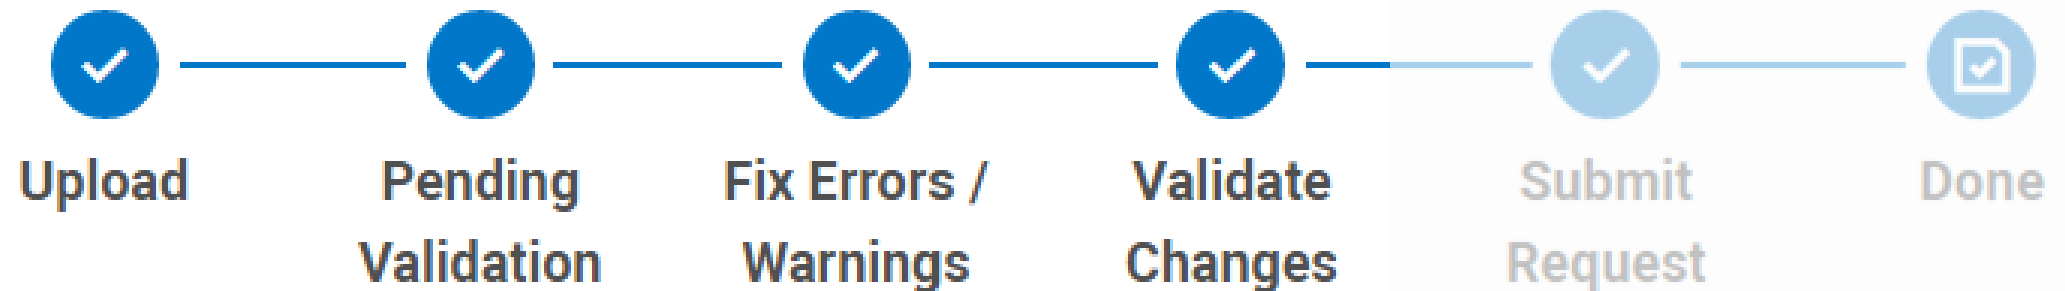 Upload
Pending
Validation
Fix Errors /
Warnings
Validate
Changes
Submit
Request
Done